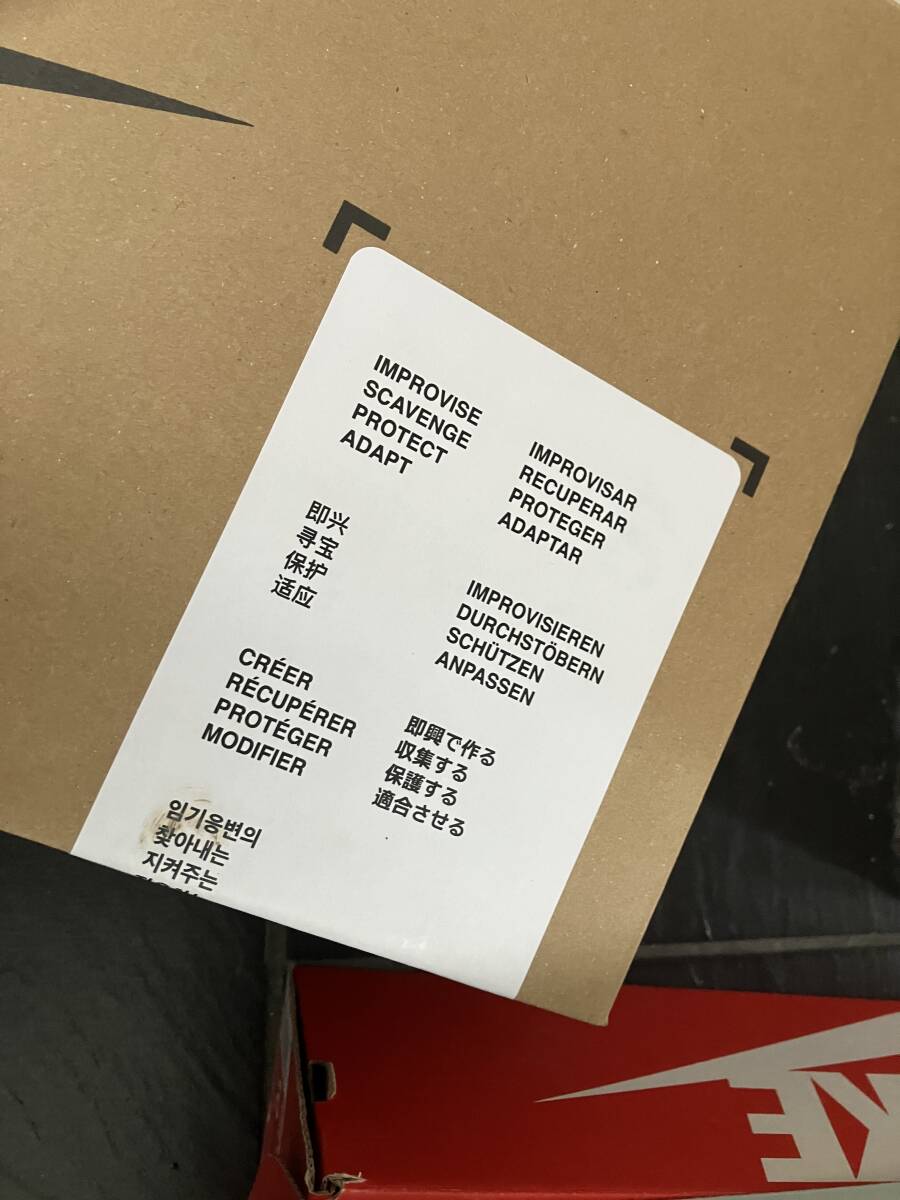 IMPROVISE
SCAVENGE
PROTECT
ADAPT
IMPROVISAR
RECUPERAR
PROTEGER
ADAPTAR
即兴
寻宝
保护
适应
IMPROVISIEREN
DURCHSTÖBERN
SCHÜTZEN
ANPASSEN
CRÉER
RÉCUPÉRER
PROTÉGER
MODIFIER
即興で作る
収集する
保護する
適合させる
임기응변의
찾아내는
지켜주는
KE